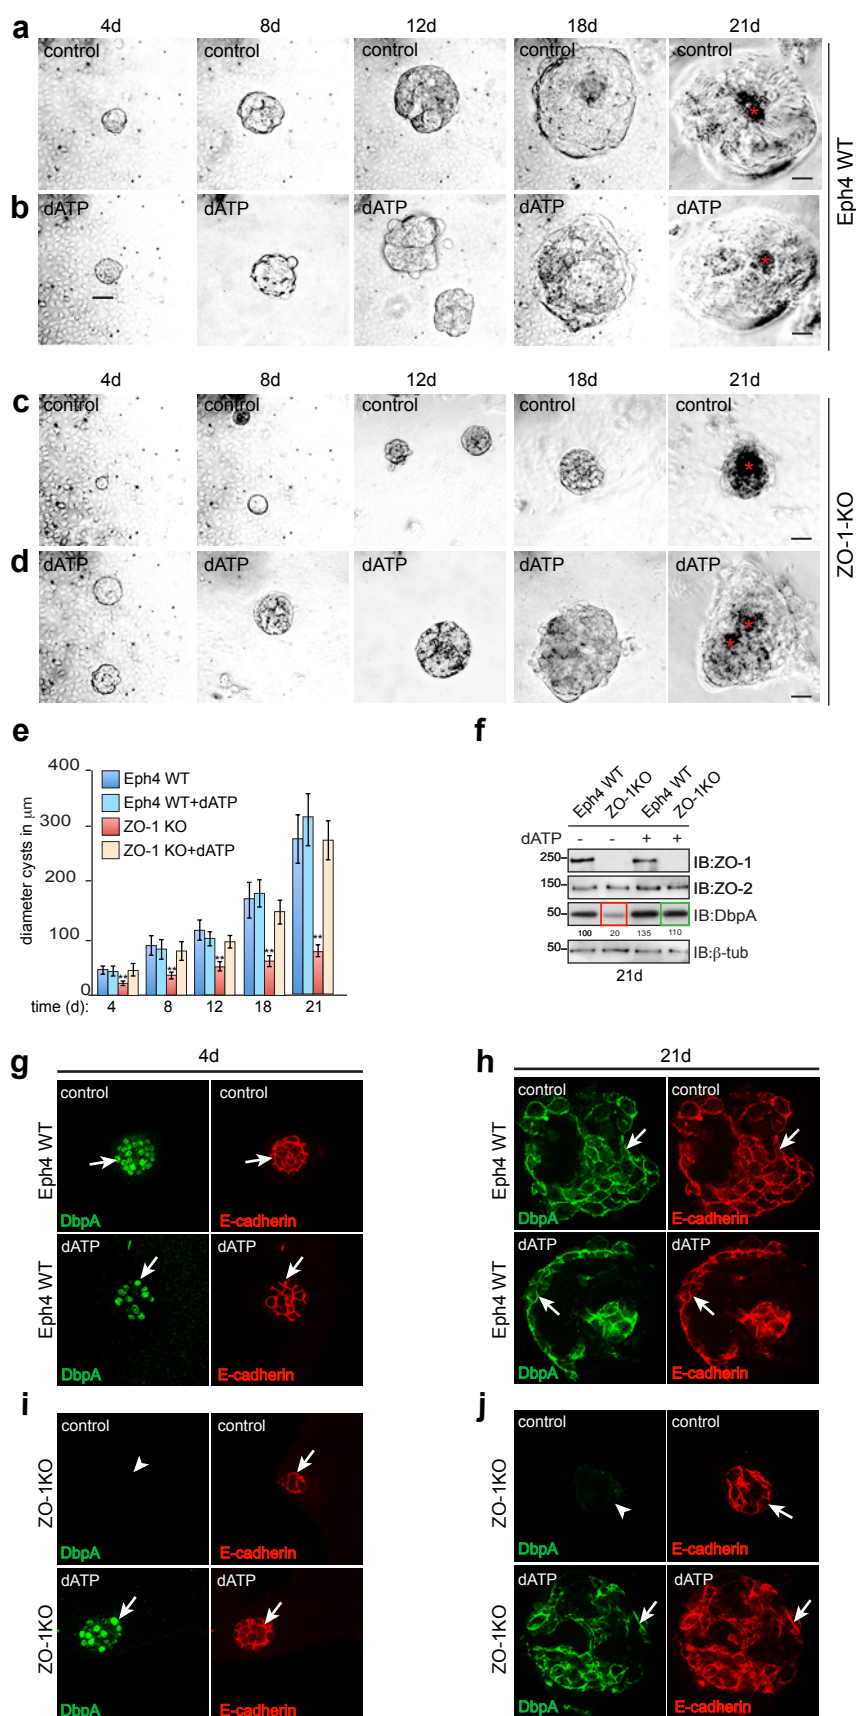 a
4d 8d 12d 18d 21d
control control control control control
b
dATP dATP dATP dATP dATP
Eph4 WT
4d 8d 12d 18d 21d
c
control control control control control
d
dATP dATP dATP dATP dATP
ZO-1-KO
e
diameter cysts in μm
400
300
200
100
0
Eph4 WT
Eph4 WT+dATP
ZO-1 KO
ZO-1 KO+dATP
** ** ** ** **
time (d): 4 8 12 18 21
f
Eph4 WT ZO-1KO Eph4 WT ZO-1KO
dATP - - + +
250 IB:ZO-1
150 IB:ZO-2
50 IB:DbpA
100 20 135 110
50 IB:β-tub
21d
g
4d
Eph4 WT
control control
DbpA E-cadherin
Eph4 WT
dATP dATP
DbpA E-cadherin
h
21d
Eph4 WT
control control
DbpA E-cadherin
Eph4 WT
dATP dATP
DbpA E-cadherin
i
ZO-1KO
control control
DbpA E-cadherin
ZO-1KO
dATP dATP
DbpA E-cadherin
j
ZO-1KO
control control
DbpA E-cadherin
ZO-1KO
dATP dATP
DbpA E-cadherin